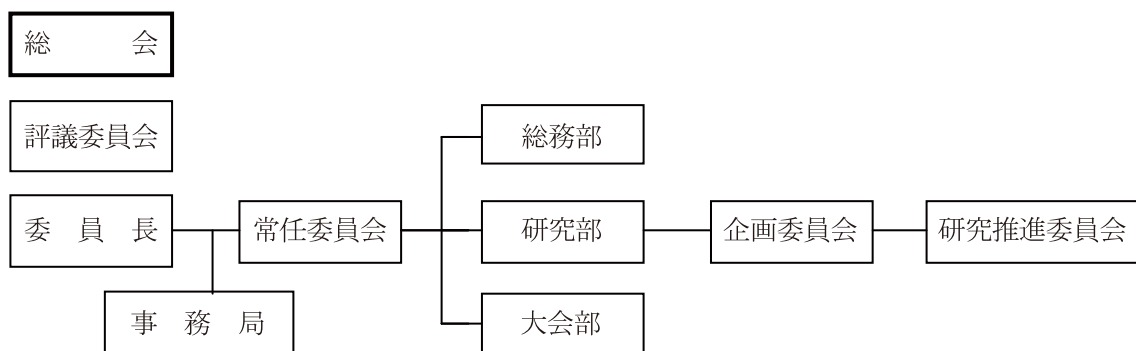 総　会
評議委員会
総務部
委　員　長
常任委員会
研究部
企画委員会
研究推進委員会
事　務　局
大会部